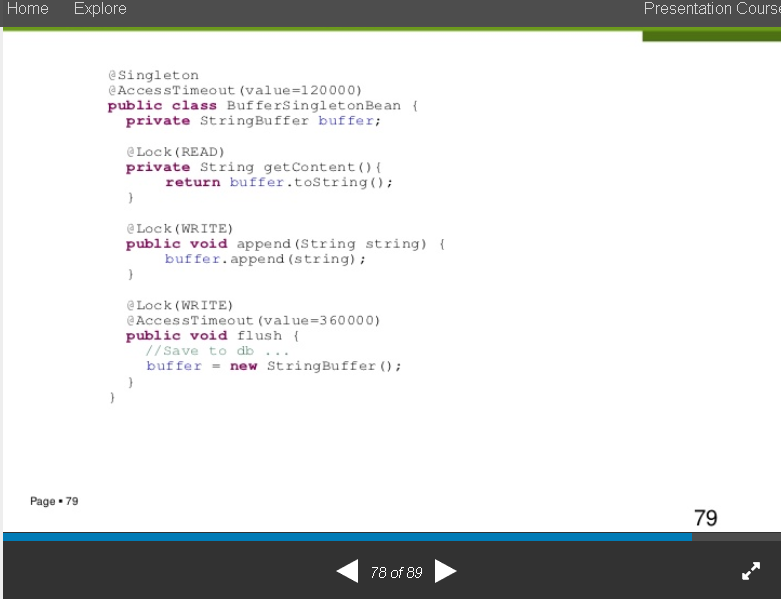 Home Explore Presentation Course
@Singleton
@AccessTimeout(value=120000)
public class BufferSingletonBean {
private StringBuffer buffer;
@Lock(READ)
private String getContent(){
return buffer.toString();
}
@Lock(WRITE)
public void append(String string) {
buffer.append(string);
}
@Lock(WRITE)
@AccessTimeout(value=360000)
public void flush {
//Save to db ...
buffer = new StringBuffer();
}
}
Page ▪ 79
79
78 of 89